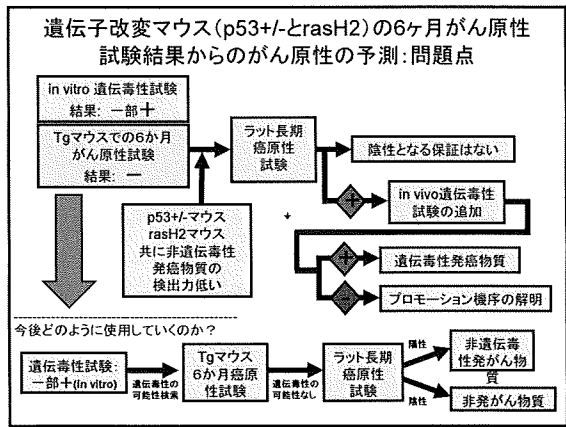 遺伝子改変マウス(p53+/-とrasH2)の6ヶ月がん原性
試験結果からのがん原性の予測:問題点
in vitro 遺伝毒性試験
結果: 一部＋
Tgマウスでの6か月
がん原性試験
結果: －
ラット長期
癌原性
試験
陰性となる保証はない
p53+/-マウス
rasH2マウス
共に非遺伝毒性
発癌物質の
検出力低い
+
in vivo遺伝毒性
試験の追加
+
遺伝毒性発癌物質
-
プロモーション機序の解明
今後どのように使用していくのか?
遺伝毒性試験:
一部+(in vitro)
遺伝毒性の
可能性検索
Tgマウス
6か月癌原
性試験
遺伝毒性の
可能性なし
ラット長期
癌原性
試験
陽性
非遺伝毒
性発がん物
質
陰性
非発がん物質